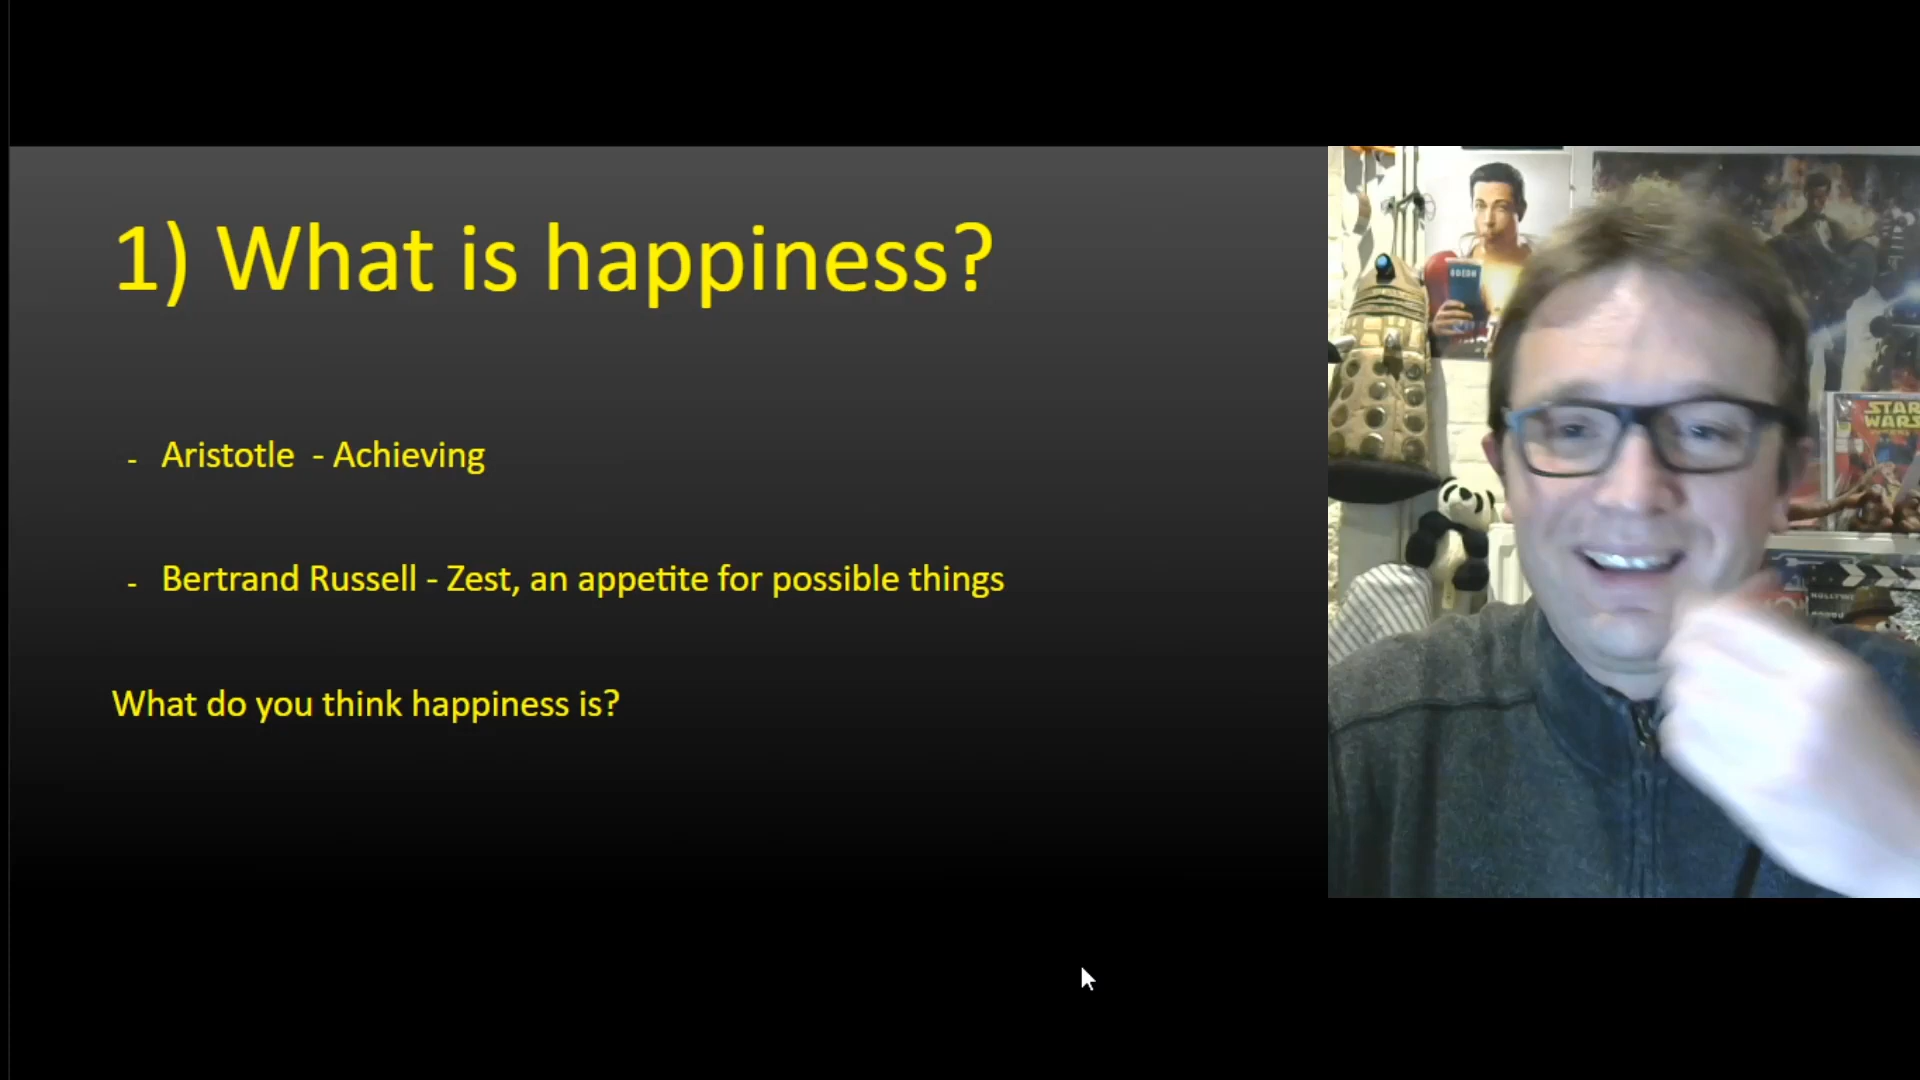 1) What is happiness?
- Aristotle - Achieving
- Bertrand Russell - Zest, an appetite for possible things
What do you think happiness is?
ODEON
STAR
WARS